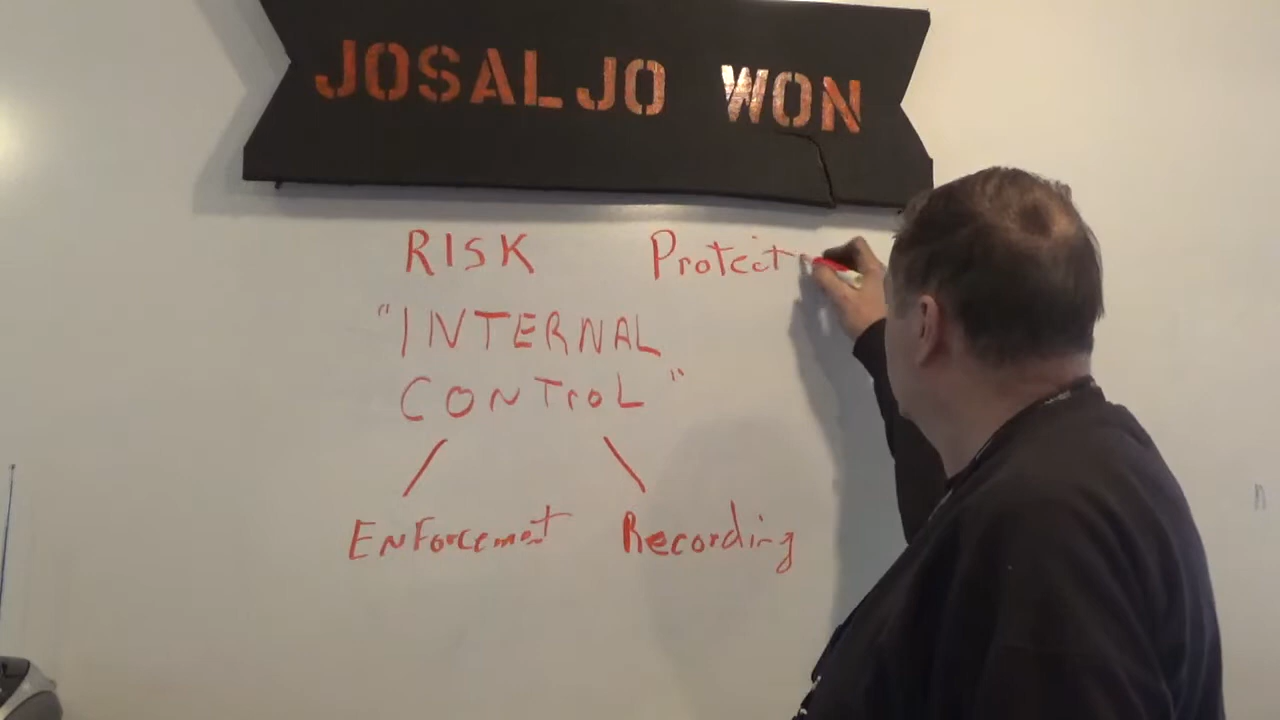 JOSALJO WON
RISK Protect
"INTERNAL
CONTROL"
Enforcement Recording